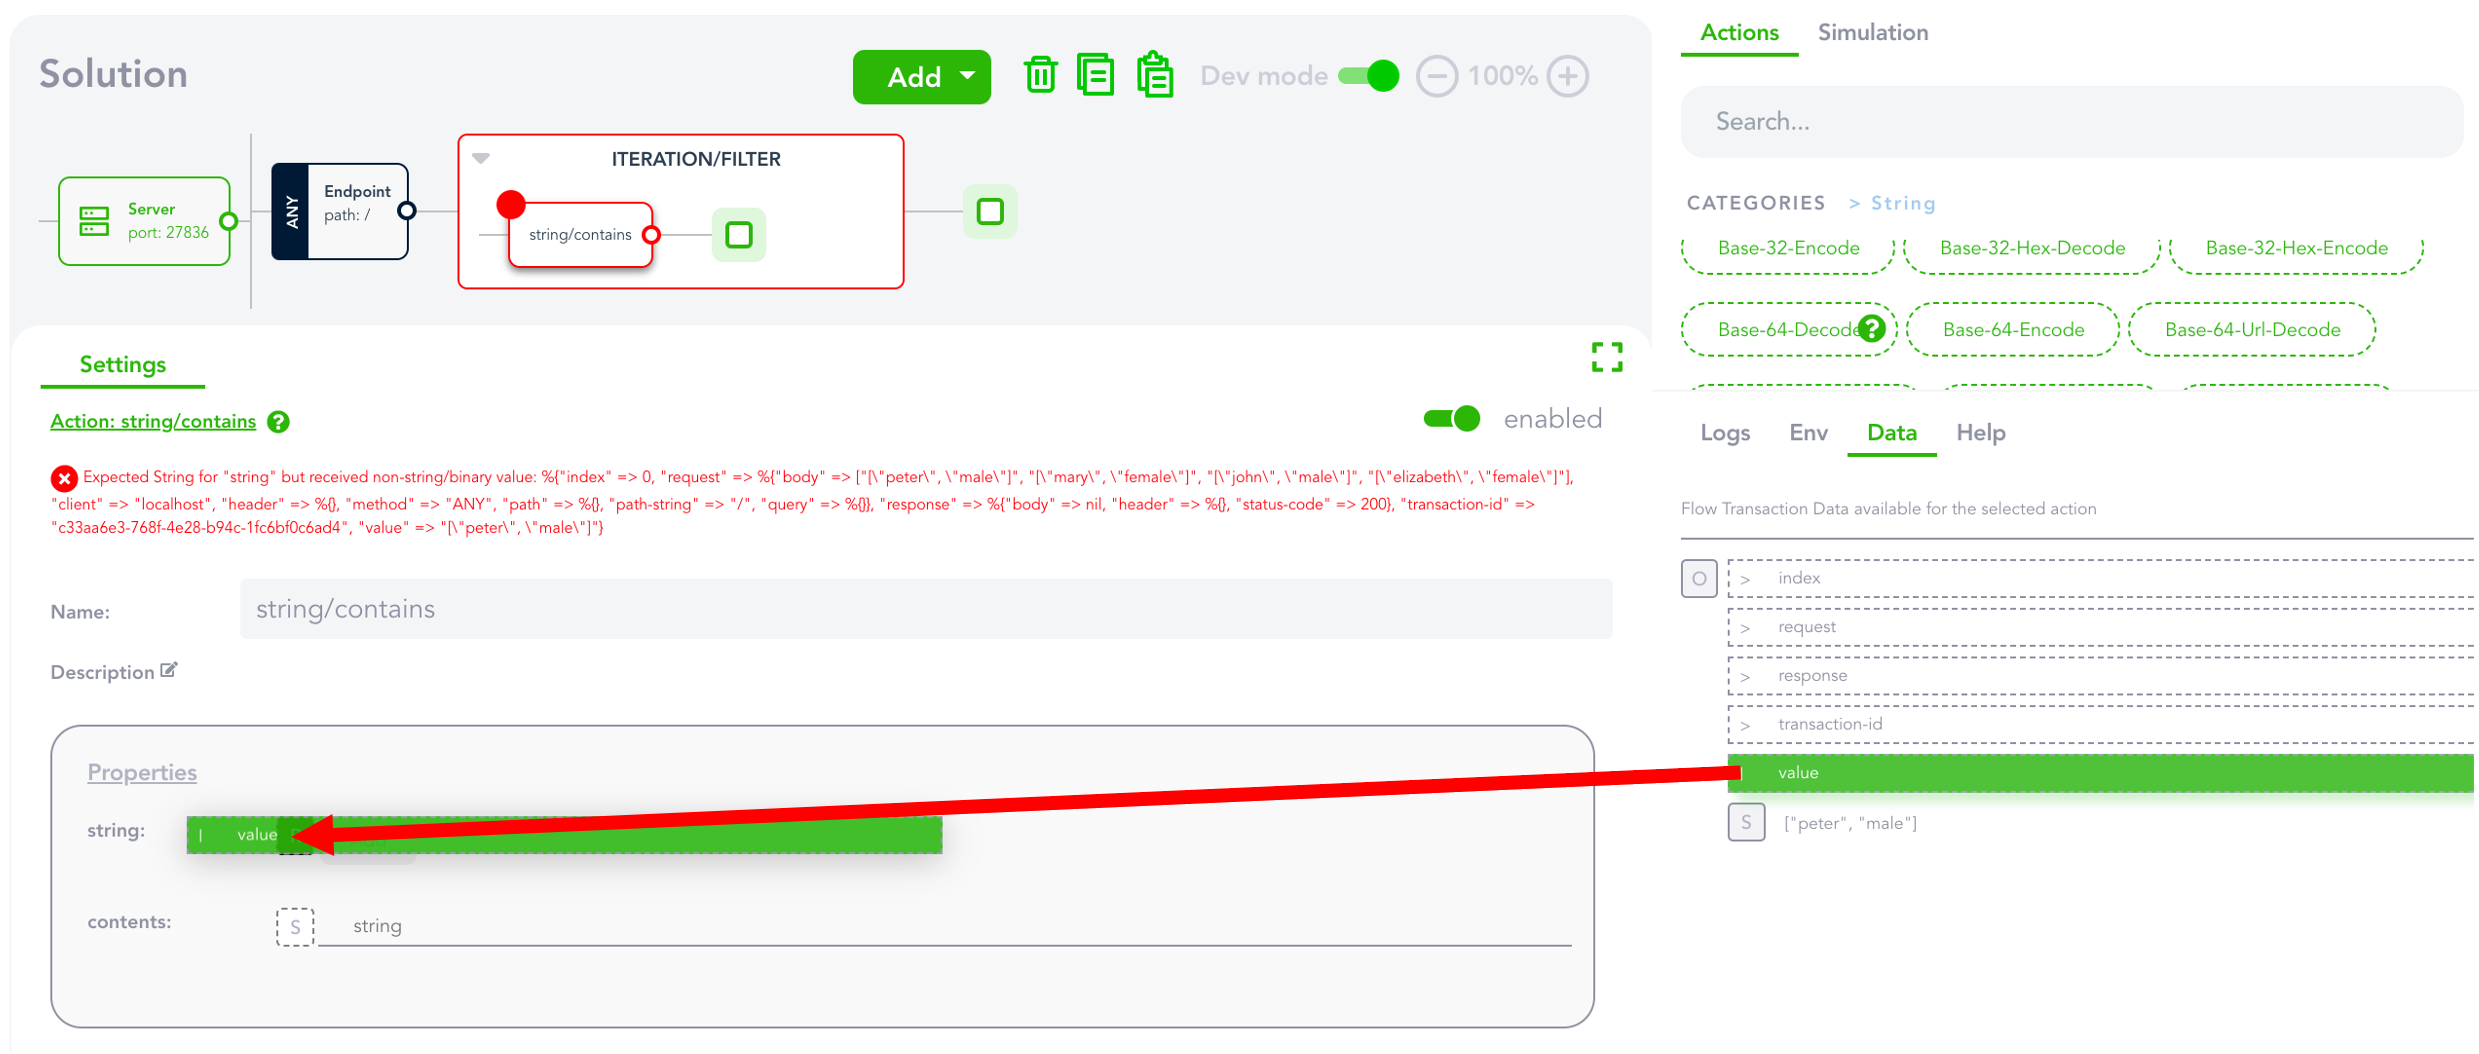 Solution
Add
Dev mode
100%
Server
port: 27836
ANY
Endpoint
path: /
ITERATION/FILTER
string/contains
Settings
Action: string/contains
enabled
Expected String for "string" but received non-string/binary value: %{"index" => 0, "request" => %{"body" => ["[\"peter\", \"male\"]", "[\"mary\", \"female\"]", "[\"john\", \"male\"]", "[\"elizabeth\", \"female\"]"],
"client" => "localhost", "header" => %{}, "method" => "ANY", "path" => %{}, "path-string" => "/", "query" => %{}}, "response" => %{"body" => nil, "header" => %{}, "status-code" => 200}, "transaction-id" =>
"c33aa6e3-768f-4e28-b94c-1fc6bf0c6ad4", "value" => "[\"peter\", \"male\"]"}
Name:
string/contains
Description
Properties
string:
| value
contents:
S string
Actions Simulation
Search...
CATEGORIES > String
Base-32-Encode Base-32-Hex-Decode Base-32-Hex-Encode
Base-64-Decode Base-64-Encode Base-64-Url-Decode
Logs Env Data Help
Flow Transaction Data available for the selected action
O > index
> request
> response
> transaction-id
| value
S ["peter", "male"]